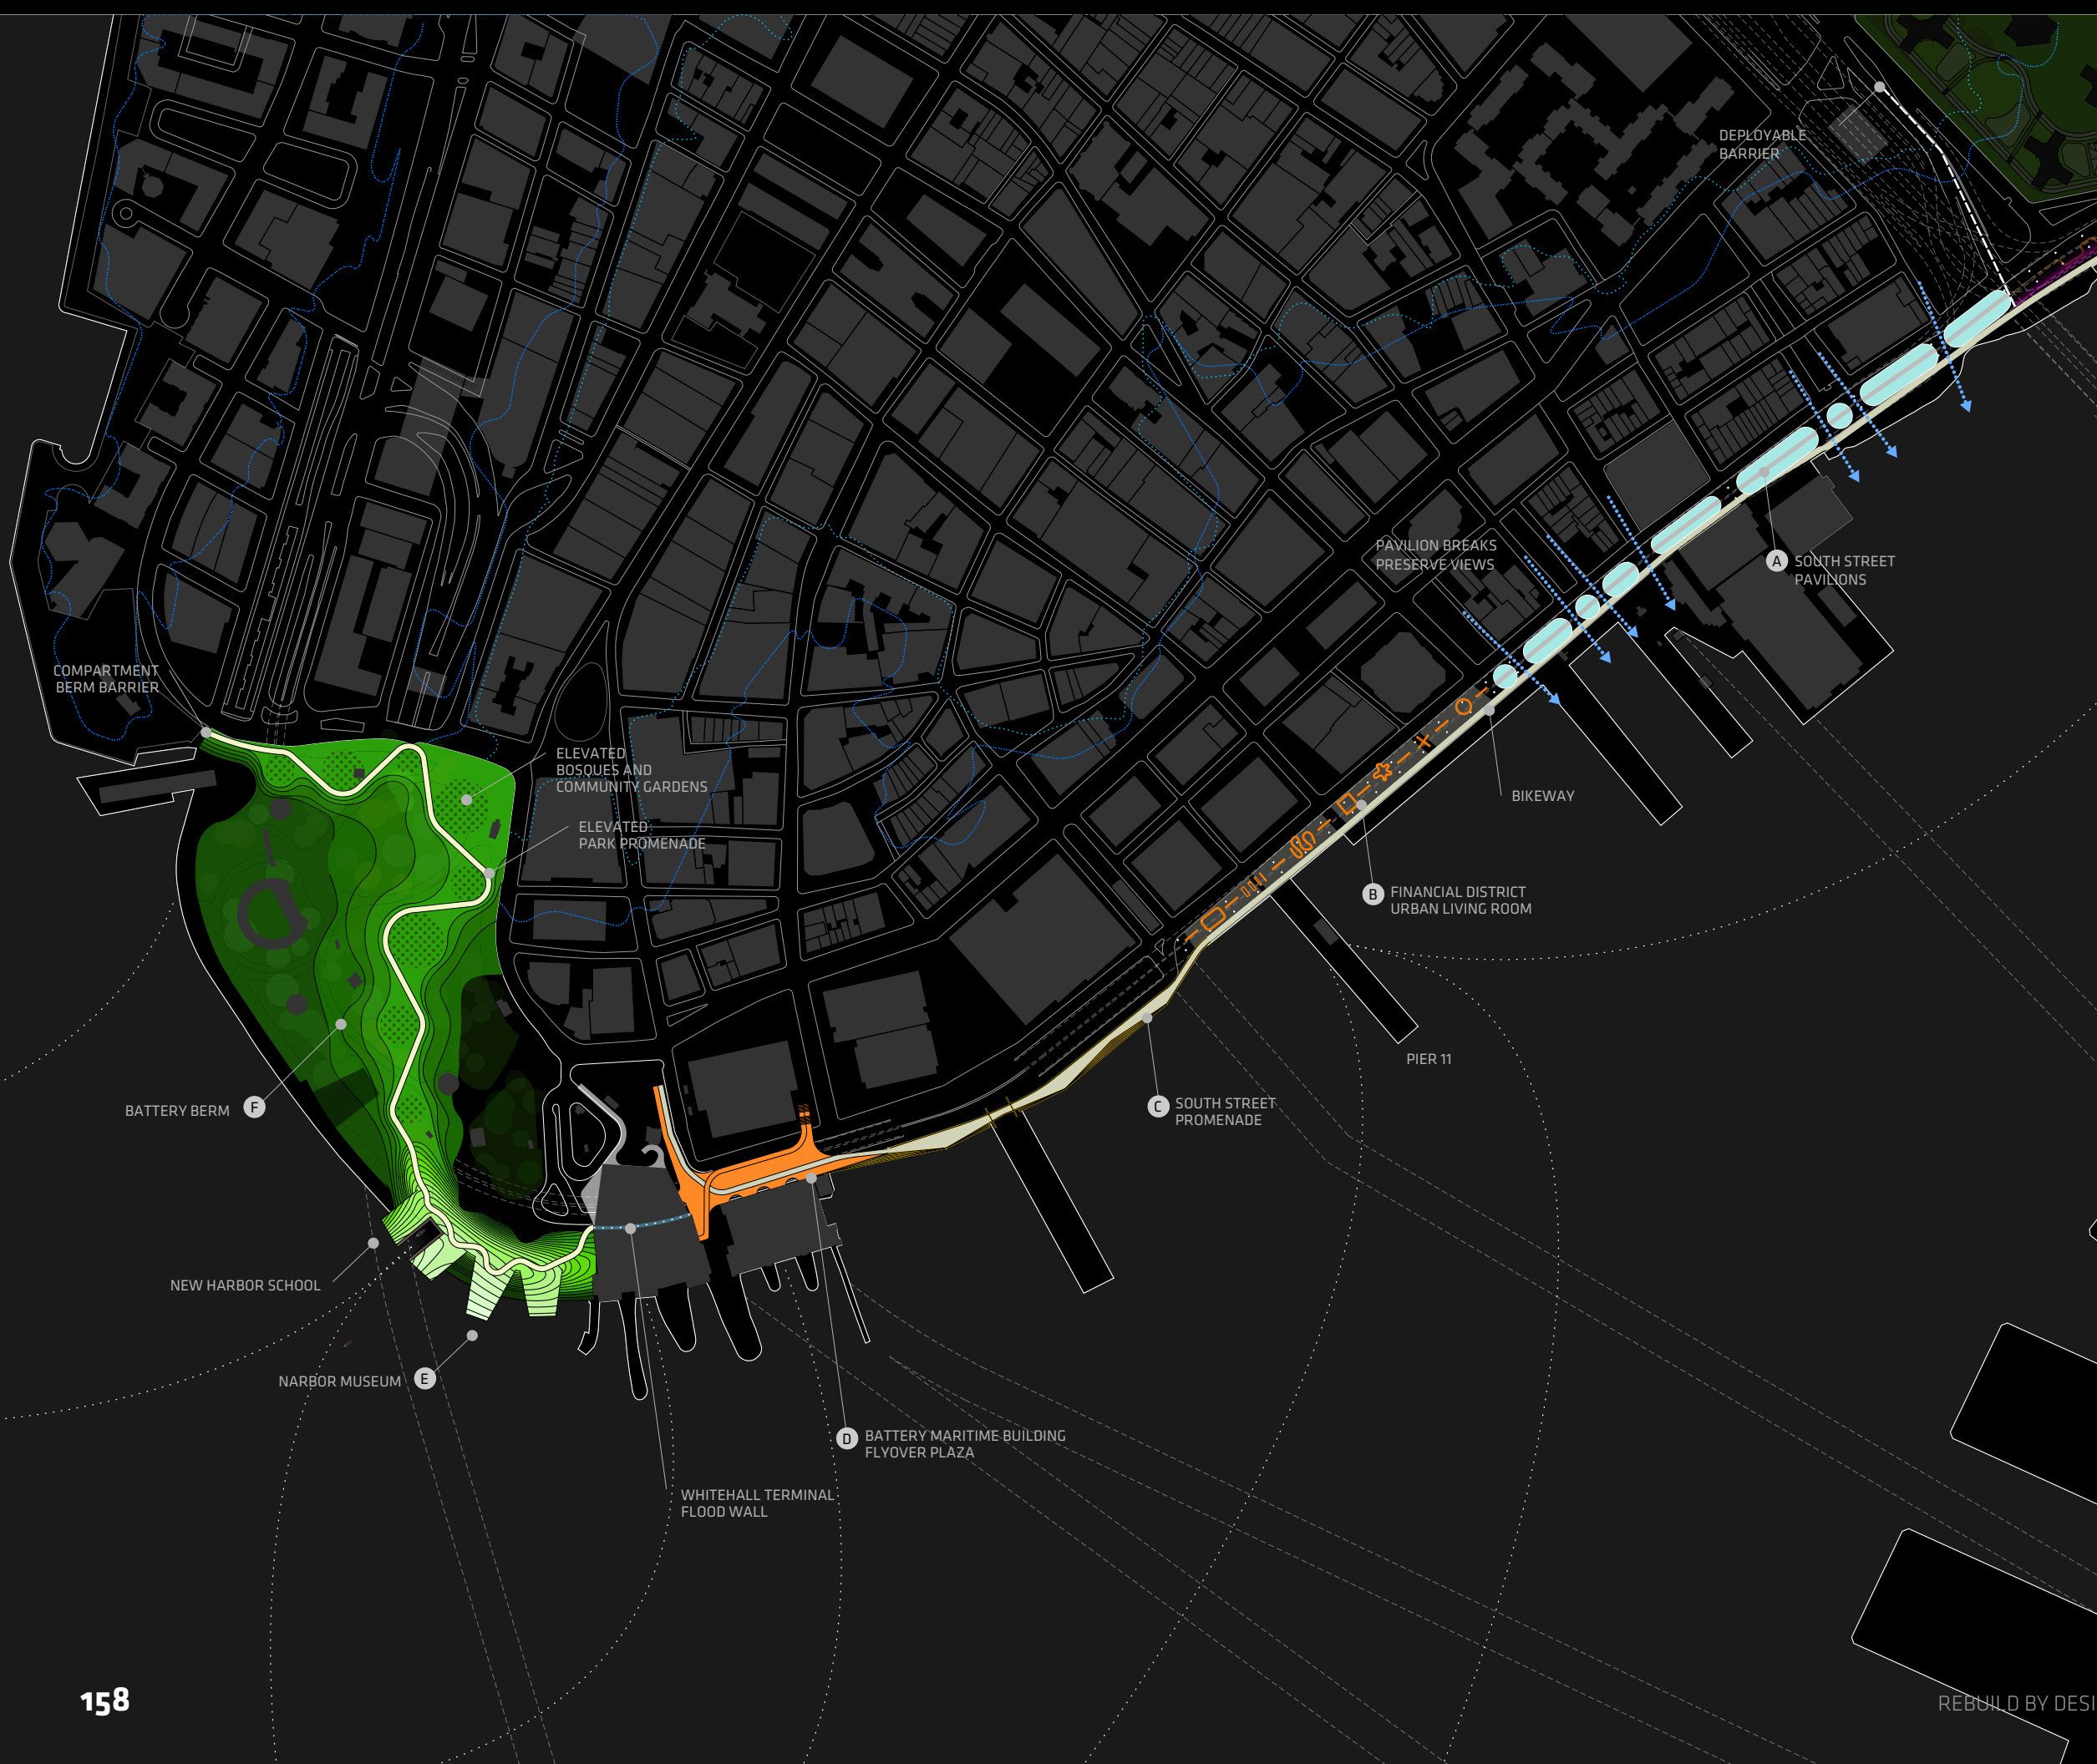 DEPLOYABLE
BARRIER
PAVILION BREAKS
PRESERVE VIEWS
A
SOUTH STREET
PAVILIONS
COMPARTMENT
BERM BARRIER
ELEVATED
BOSQUES AND
COMMUNITY GARDENS
ELEVATED
PARK PROMENADE
BIKEWAY
B
FINANCIAL DISTRICT
URBAN LIVING ROOM
PIER 11
C
SOUTH STREET
PROMENADE
BATTERY BERM
F
NEW HARBOR SCHOOL
NARBOR MUSEUM
E
D
BATTERY MARITIME BUILDING
FLYOVER PLAZA
WHITEHALL TERMINAL
FLOOD WALL
158
REBUILD BY DESI